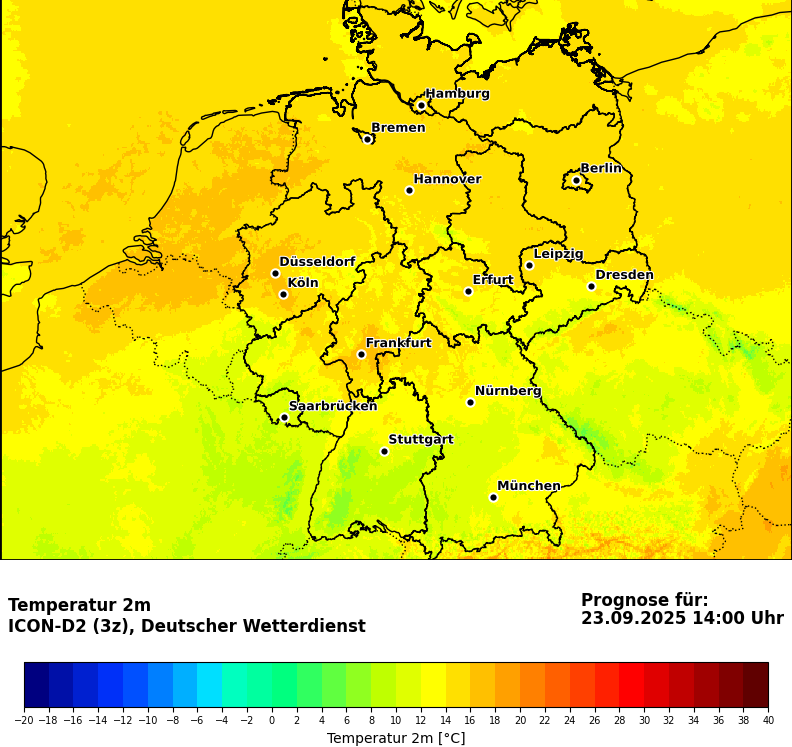 Hamburg
Bremen
Berlin
Hannover
Leipzig
Düsseldorf
Dresden
Köln
Erfurt
Frankfurt
Nürnberg
Saarbrücken
Stuttgart
München
Temperatur 2m
ICON-D2 (3z), Deutscher Wetterdienst
Prognose für:
23.09.2025 14:00 Uhr
−20 −18 −16 −14 −12 −10 −8 −6 −4 −2 0 2 4 6 8 10 12 14 16 18 20 22 24 26 28 30 32 34 36 38 40
Temperatur 2m [°C]